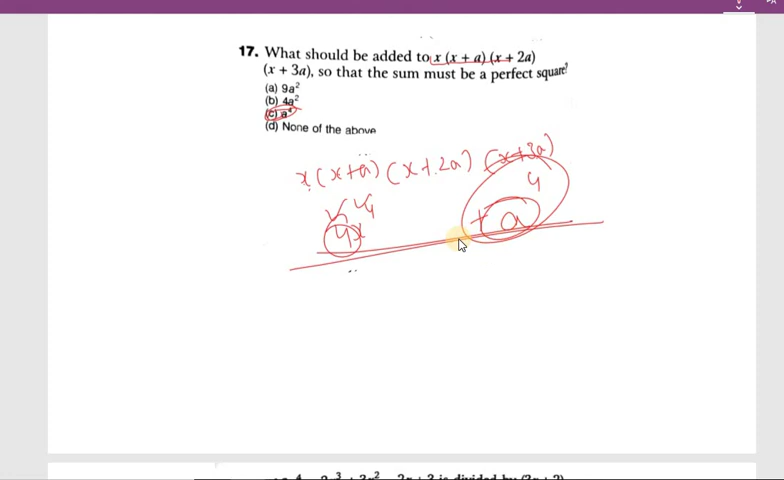 17. What should be added to x (x + a) (x + 2a)
(x + 3a), so that the sum must be a perfect square?
(a) 9a²
(b) 4a²
(c) a⁴
(d) None of the above
x(x+a)(x+2a)(x+3a)
4
4x
+ a